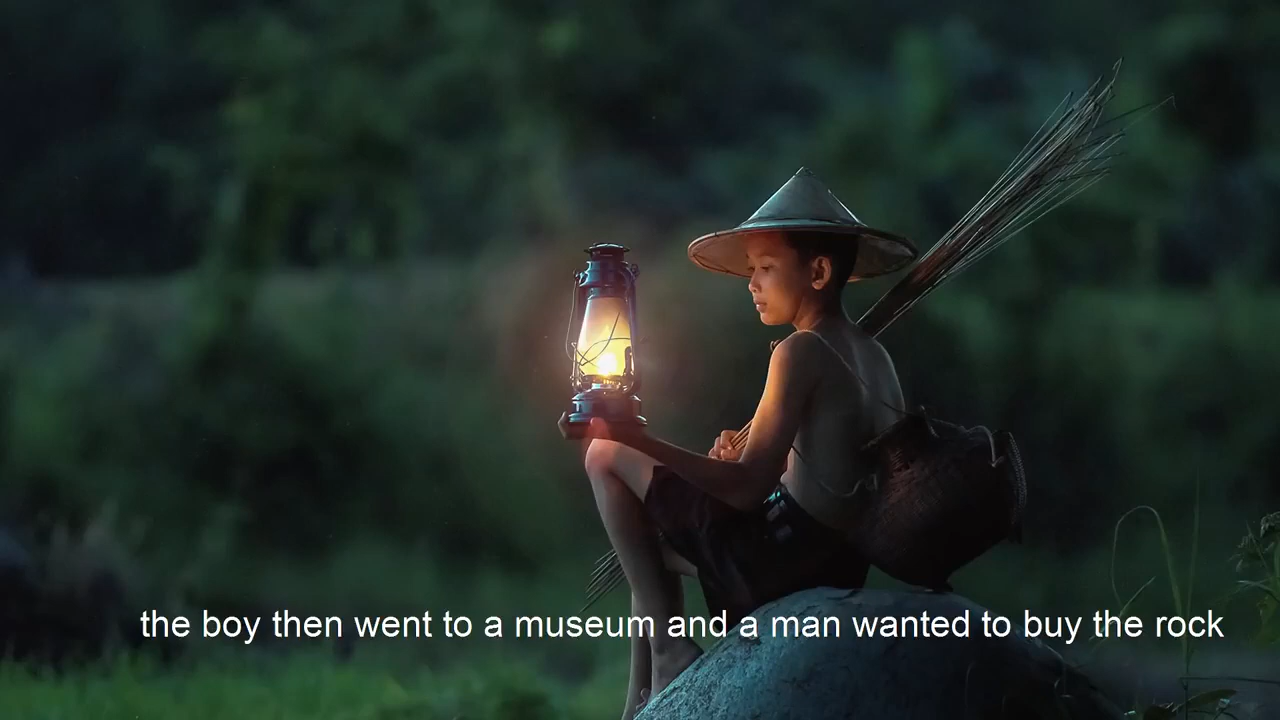 the boy then went to a museum and a man wanted to buy the rock